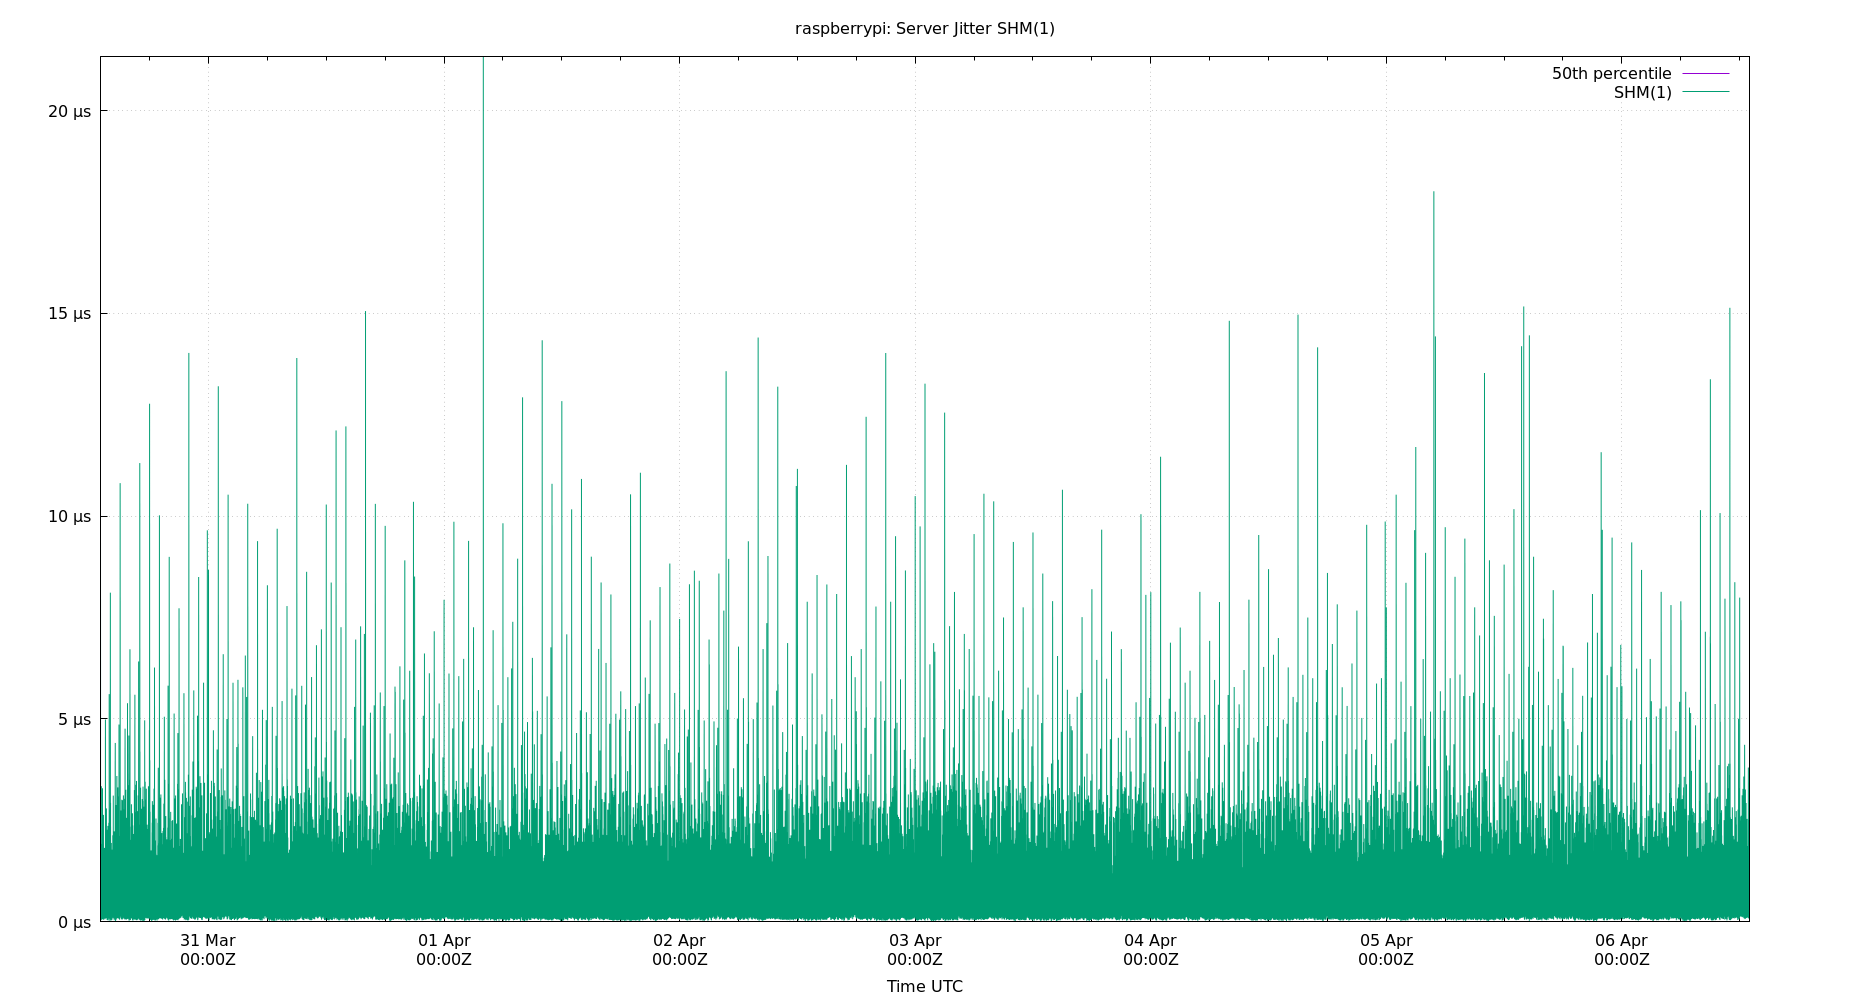 raspberrypi: Server Jitter SHM(1)
50th percentile
SHM(1)
20 µs
15 µs
10 µs
5 µs
0 µs
31 Mar 01 Apr 02 Apr 03 Apr 04 Apr 05 Apr 06 Apr
00:00Z 00:00Z 00:00Z 00:00Z 00:00Z 00:00Z 00:00Z
Time UTC